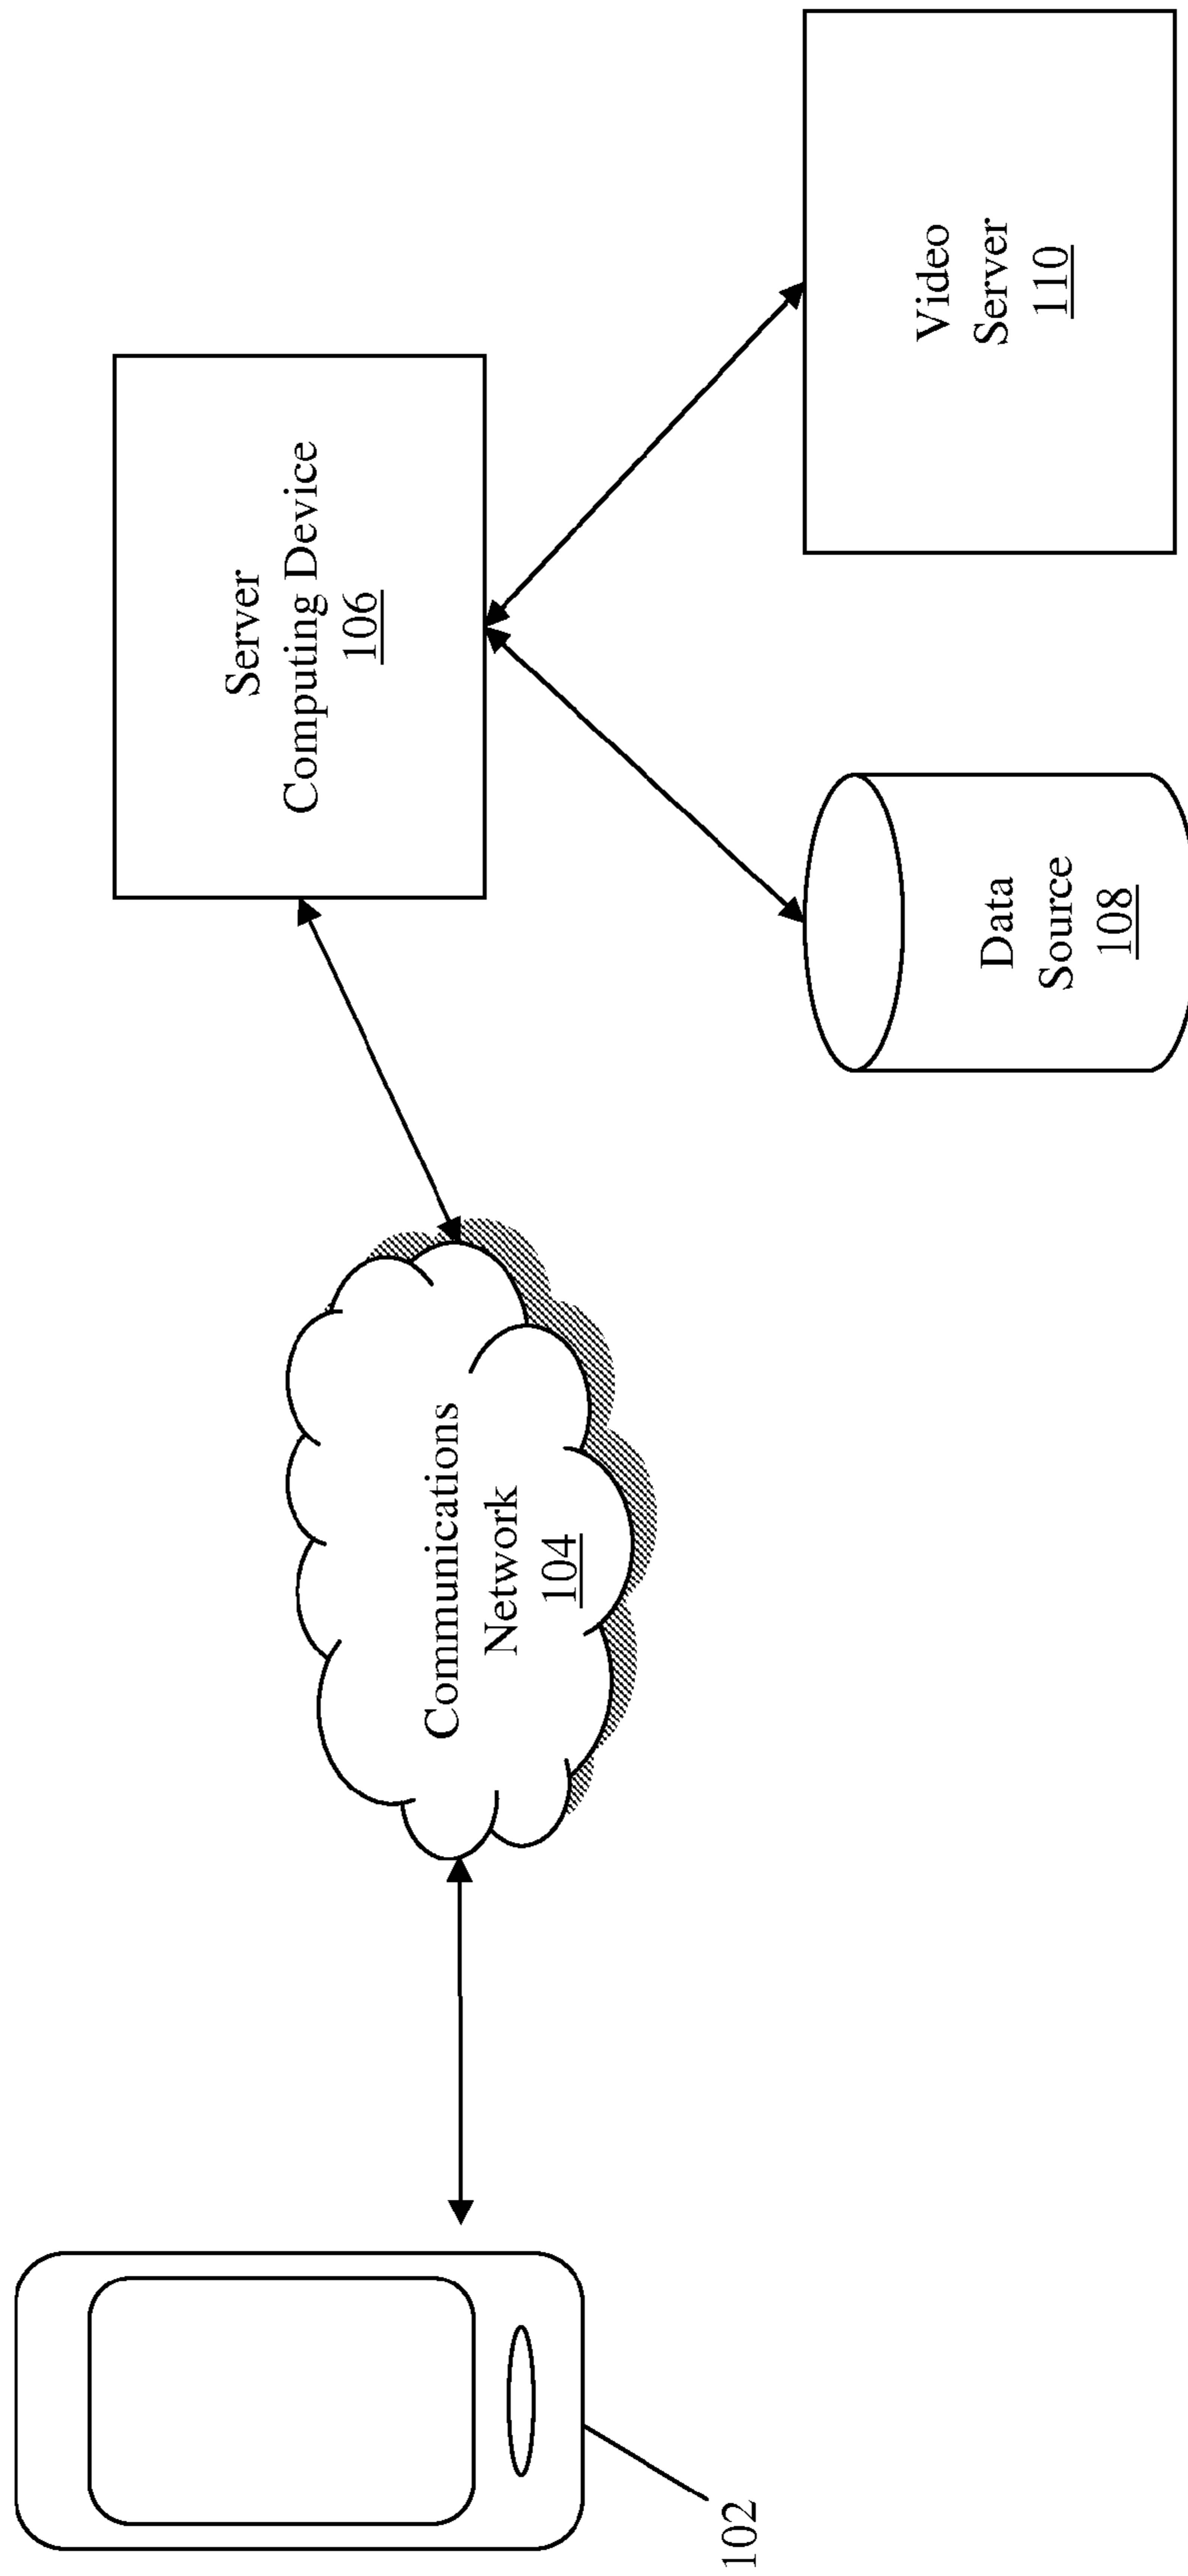 102
Communications
Network
104
Server
Computing Device
106
Data
Source
108
Video
Server
110